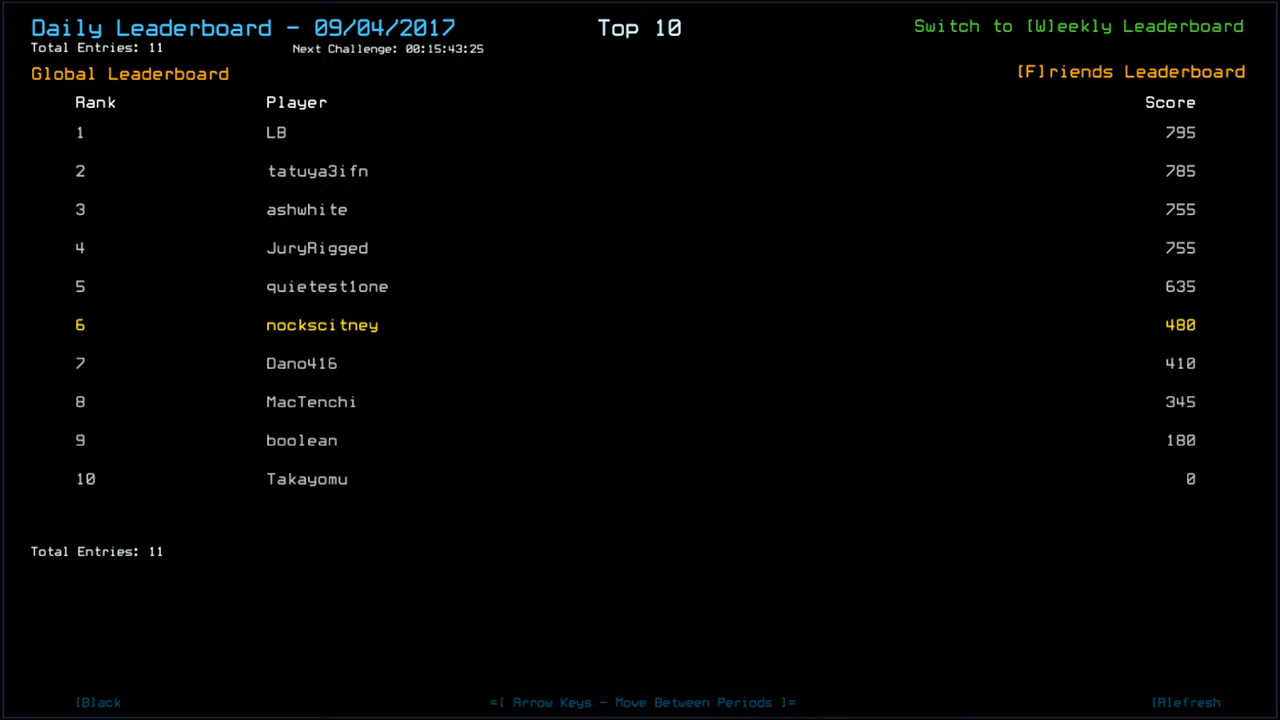 Daily Leaderboard - 09/04/2017 Top 10 Switch to [W]eekly Leaderboard
Total Entries: 11 Next Challenge: 00:15:43:25
Global Leaderboard [F]riends Leaderboard
Rank Player Score
1 LB 795
2 tatuya3ifn 785
3 ashwhite 755
4 JuryRigged 755
5 quietest1one 635
6 nockscitney 480
7 Dano416 410
8 MacTenchi 345
9 boolean 180
10 Takayomu 0
Total Entries: 11
[B]ack =[ Arrow Keys - Move Between Periods ]= [R]efresh